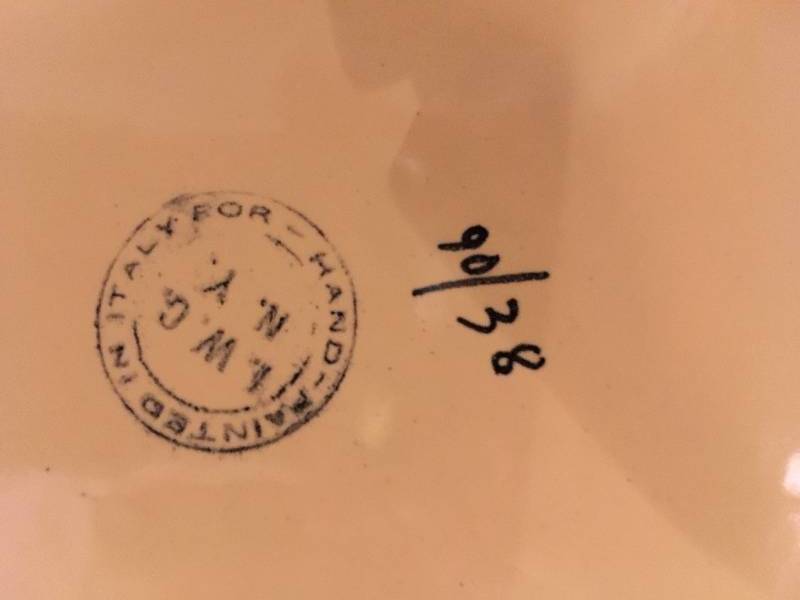 HAND-PAINTED IN ITALY FOR -
L.W.G
N.Y.
90/38